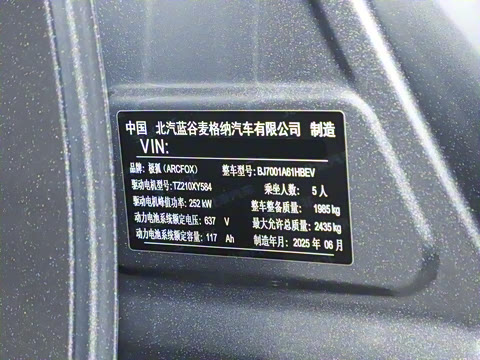 中国 北汽蓝谷麦格纳汽车有限公司 制造
VIN:
品牌: 极狐 (ARCFOX) 整车型号: BJ7001A61HBEV
驱动电机型号: TZ210XY584 乘坐人数: 5 人
驱动电机峰值功率: 252 kW 整车整备质量: 1985 kg
动力电池系统额定电压: 637 V 最大允许总质量: 2435 kg
动力电池系统额定容量: 117 Ah 制造年月: 2025 年 06 月